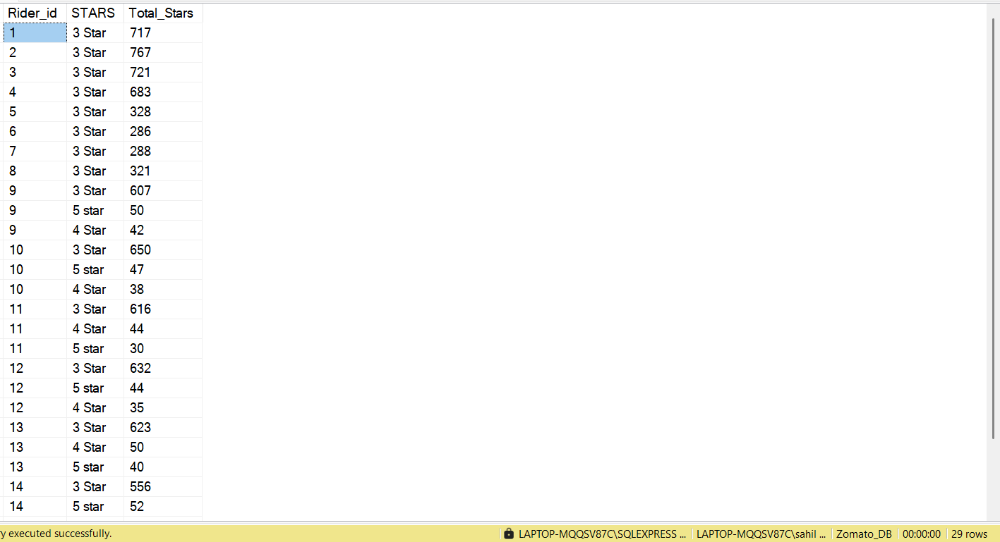 Rider_id STARS Total_Stars
1 3 Star 717
2 3 Star 767
3 3 Star 721
4 3 Star 683
5 3 Star 328
6 3 Star 286
7 3 Star 288
8 3 Star 321
9 3 Star 607
9 5 star 50
9 4 Star 42
10 3 Star 650
10 5 star 47
10 4 Star 38
11 3 Star 616
11 4 Star 44
11 5 star 30
12 3 Star 632
12 5 star 44
12 4 Star 35
13 3 Star 623
13 4 Star 50
13 5 star 40
14 3 Star 556
14 5 star 52
y executed successfully. LAPTOP-MQQSV87C\SQLEXPRESS ... LAPTOP-MQQSV87C\sahil ... Zomato_DB 00:00:00 29 rows